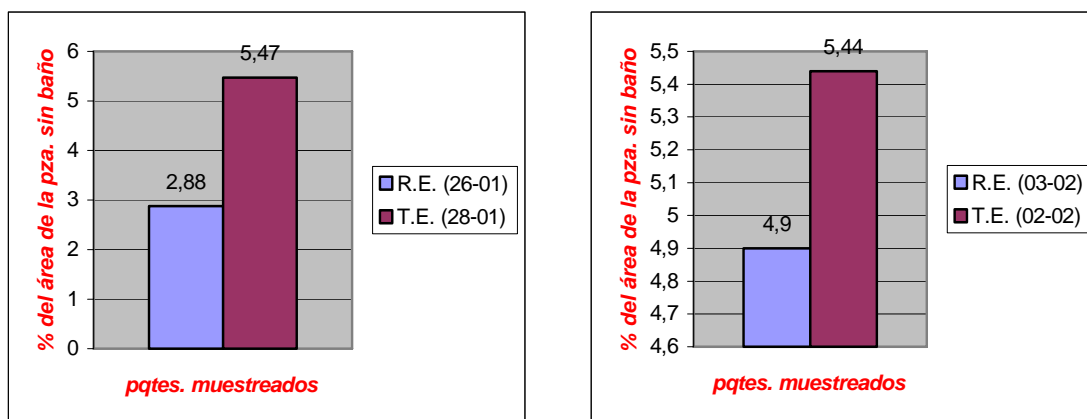 % del área de la pza. sin baño
6
5
4
3
2
1
0
2,88
5,47
pqtes. muestreados
R.E. (26-01)
T.E. (28-01)
% del área de la pza. sin baño
5,5
5,4
5,3
5,2
5,1
5
4,9
4,8
4,7
4,6
4,9
5,44
pqtes. muestreados
R.E. (03-02)
T.E. (02-02)